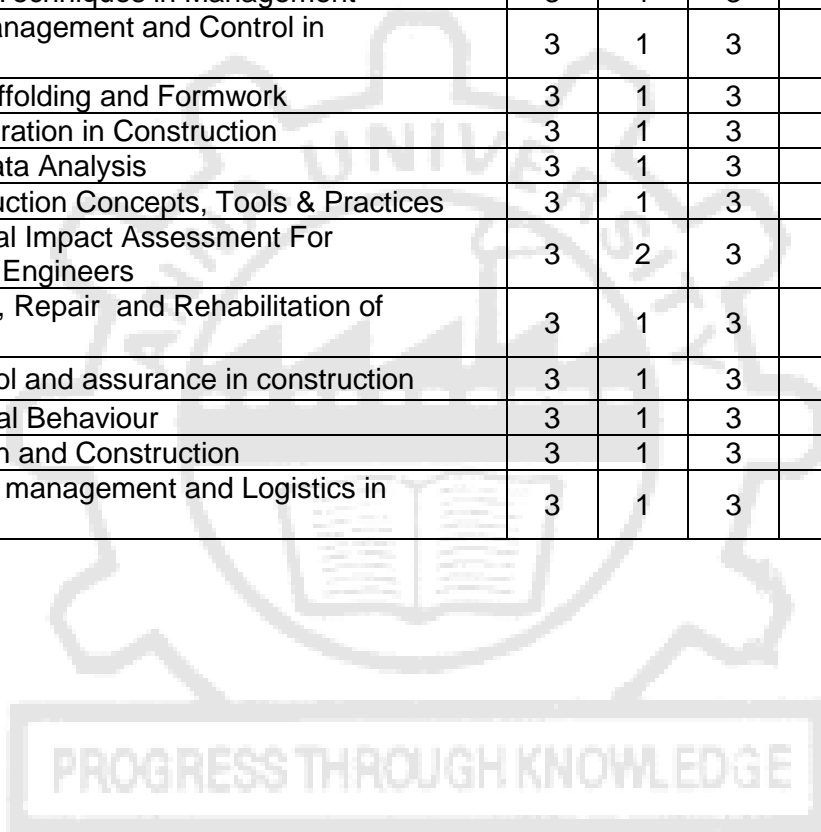 Techniques in Management 3 1 3
anagement and Control in
3 1 3
ffolding and Formwork 3 1 3
ration in Construction 3 1 3
ata Analysis 3 1 3
uction Concepts, Tools & Practices 3 1 3
al Impact Assessment For
Engineers 3 2 3
, Repair and Rehabilitation of
3 1 3
ol and assurance in construction 3 1 3
al Behaviour 3 1 3
n and Construction 3 1 3
management and Logistics in
3 1 3
ANNA UNIVERSITY
PROGRESS THROUGH KNOWLEDGE